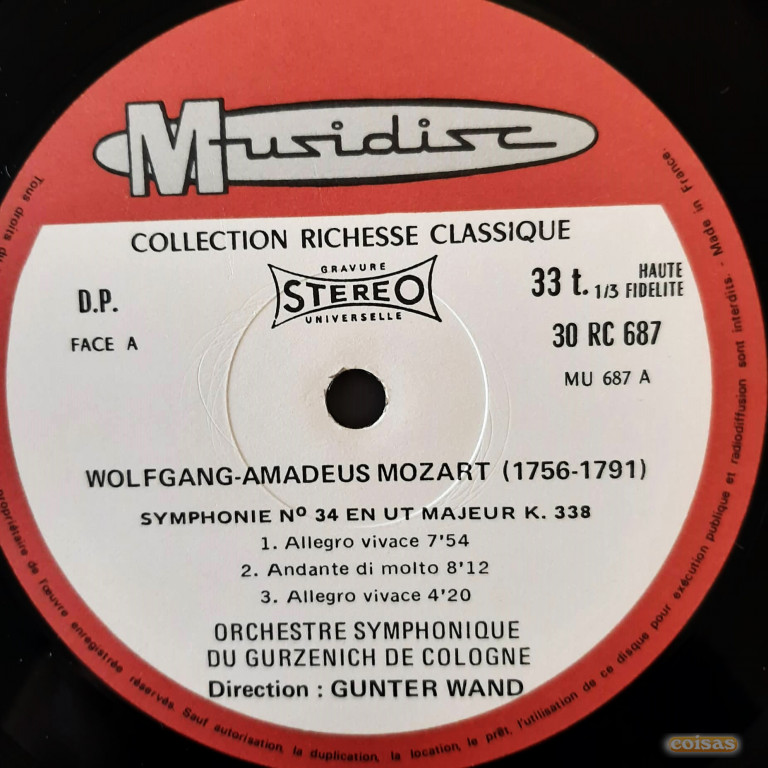 Musidisc
COLLECTION RICHESSE CLASSIQUE
GRAVURE
STEREO
UNIVERSELLE
D.P.
FACE A
33 t. 1/3 HAUTE FIDELITE
30 RC 687
MU 687 A
WOLFGANG-AMADEUS MOZART (1756-1791)
SYMPHONIE Nº 34 EN UT MAJEUR K. 338
1. Allegro vivace 7'54
2. Andante di molto 8'12
3. Allegro vivace 4'20
ORCHESTRE SYMPHONIQUE
DU GURZENICH DE COLOGNE
Direction : GUNTER WAND
Tous droits du
propriétaire de l'œuvre enregistrée réservés. Sauf autorisation, la duplication, la location, le prêt, l'utilisation de ce disque pour exécution publique et radiodiffusion sont interdits. - Made in France.
coisas